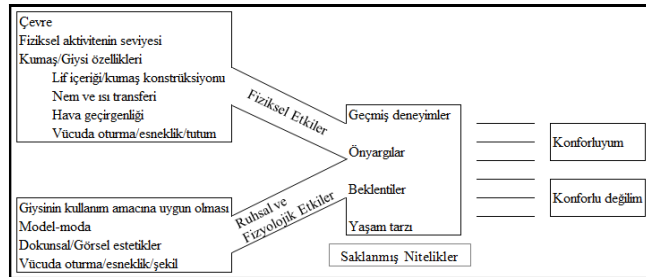 Çevre
Fiziksel aktivitenin seviyesi
Kumaş/Giysi özellikleri
Lif içeriği/kumaş konstrüksiyonu
Nem ve ısı transferi
Hava geçirgenliği
Vücuda oturma/esneklik/tutum
Fiziksel Etkiler
Giysinin kullanım amacına uygun olması
Model-moda
Dokunsal/Görsel estetikler
Vücuda oturma/esneklik/şekil
Ruhsal ve
Fizyolojik Etkiler
Geçmiş deneyimler
Önyargılar
Beklentiler
Yaşam tarzı
Saklanmış Nitelikler
Konforluyum
Konforlu değilim